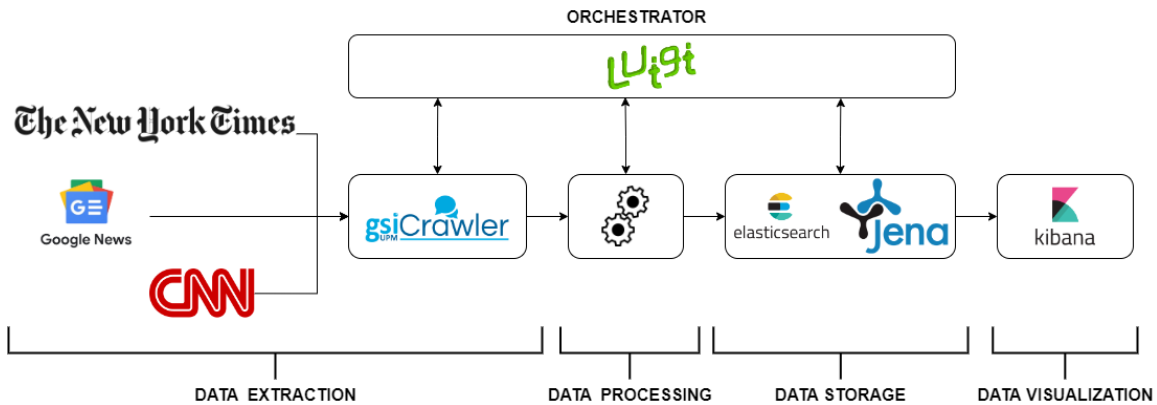 ORCHESTRATOR
Luigi
The New York Times
GE
Google News
CNN
gsiCrawler
UPM
elasticsearch
jena
kibana
DATA EXTRACTION
DATA PROCESSING
DATA STORAGE
DATA VISUALIZATION